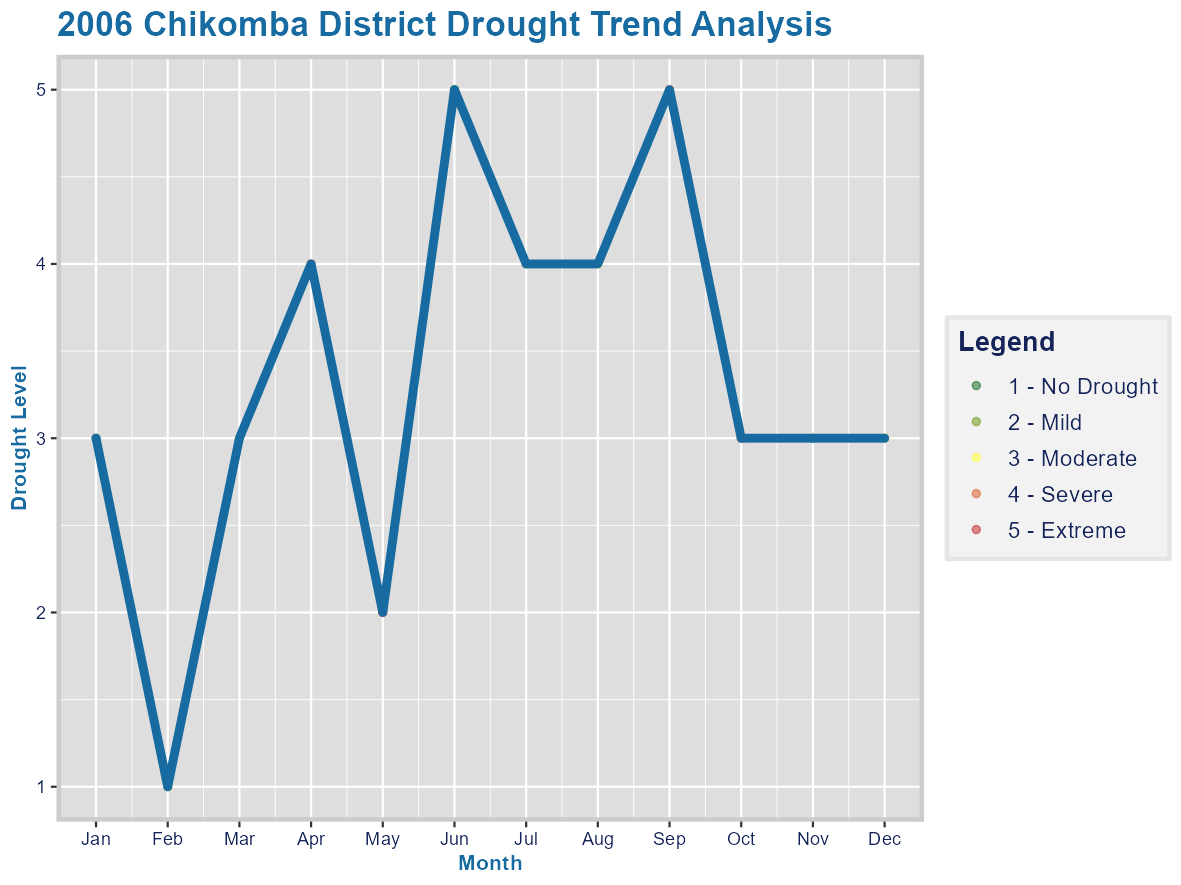 2006 Chikomba District Drought Trend Analysis
Drought Level
5
4
3
2
1
Jan Feb Mar Apr May Jun Jul Aug Sep Oct Nov Dec
Month
Legend
1 - No Drought
2 - Mild
3 - Moderate
4 - Severe
5 - Extreme